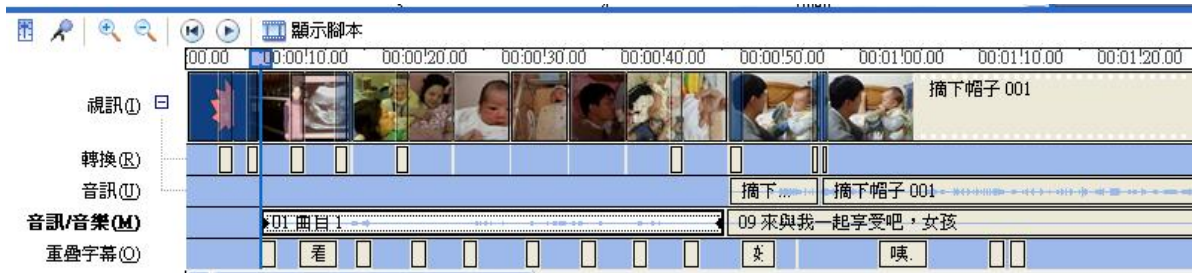 顯示腳本
:00.00 00:00:10.00 00:00:20.00 00:00:30.00 00:00:40.00 00:00:50.00 00:01:00.00 00:01:10.00 00:01:20.00
視訊(I) 摘下帽子 001
轉換(R)
音訊(U) 摘下... 摘下帽子 001
音訊/音樂(M) 01 曲目 1 09 來與我一起享受吧,女孩
重疊字幕(O) 看 咦.